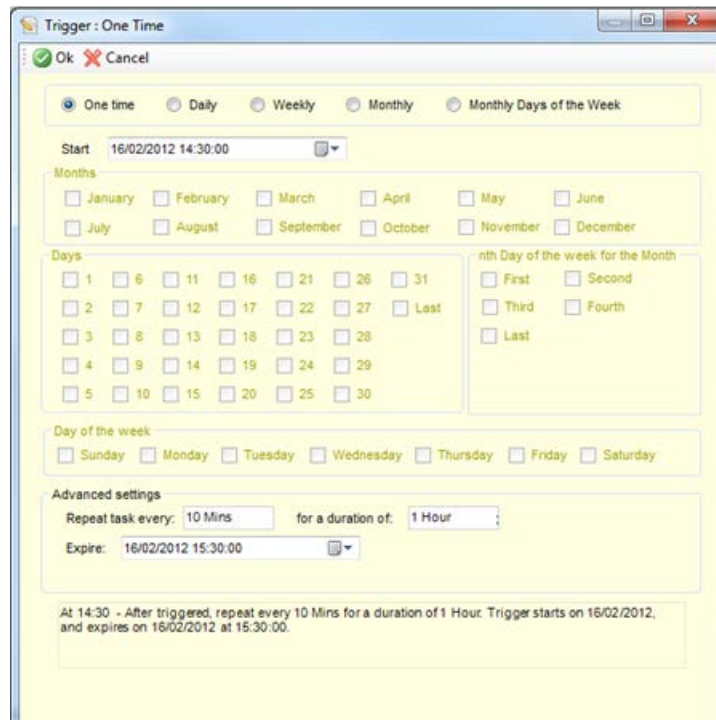 Trigger : One Time
Ok Cancel
One time Daily Weekly Monthly Monthly Days of the Week
Start 16/02/2012 14:30:00
Months
January February March April May June
July August September October November December
Days
1 6 11 16 21 26 31
2 7 12 17 22 27 Last
3 8 13 18 23 28
4 9 14 19 24 29
5 10 15 20 25 30
nth Day of the week for the Month
First Second
Third Fourth
Last
Day of the week
Sunday Monday Tuesday Wednesday Thursday Friday Saturday
Advanced settings
Repeat task every: 10 Mins for a duration of: 1 Hour
Expire: 16/02/2012 15:30:00
At 14:30 - After triggered, repeat every 10 Mins for a duration of 1 Hour. Trigger starts on 16/02/2012,
and expires on 16/02/2012 at 15:30:00.